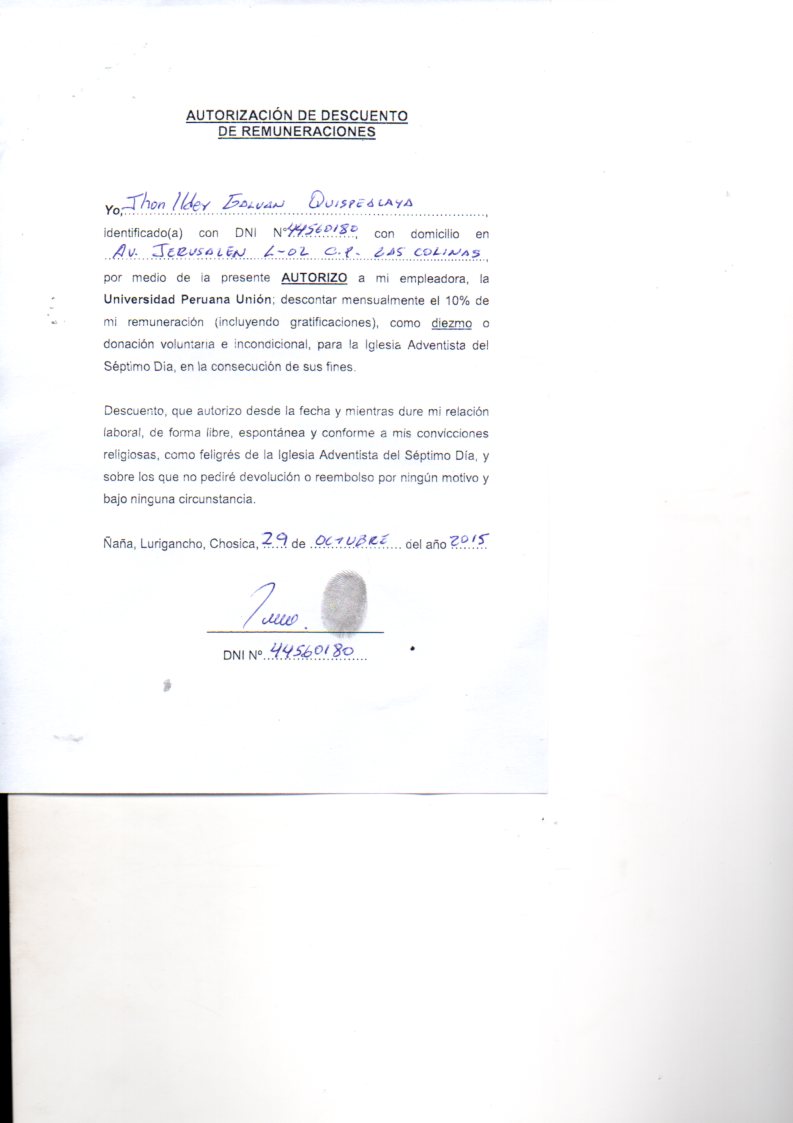 AUTORIZACIÓN DE DESCUENTO
DE REMUNERACIONES
Yo, Jhon Ilder Galvan Quispealaya,
identificado(a) con DNI N° 44560180, con domicilio en
Av. Jerusalén L-02 C.P. Las Colinas,
por medio de la presente AUTORIZO a mi empleadora, la
Universidad Peruana Unión; descontar mensualmente el 10% de
mi remuneración (incluyendo gratificaciones), como diezmo o
donación voluntaria e incondicional, para la Iglesia Adventista del
Séptimo Dia, en la consecución de sus fines.
Descuento, que autorizo desde la fecha y mientras dure mi relación
laboral, de forma libre, espontánea y conforme a mis convicciones
religiosas, como feligrés de la Iglesia Adventista del Séptimo Día, y
sobre los que no pediré devolución o reembolso por ningún motivo y
bajo ninguna circunstancia.
Ñaña, Lurigancho, Chosica, 29 de OCTUBRE del año 2015
DNI Nº 44560180